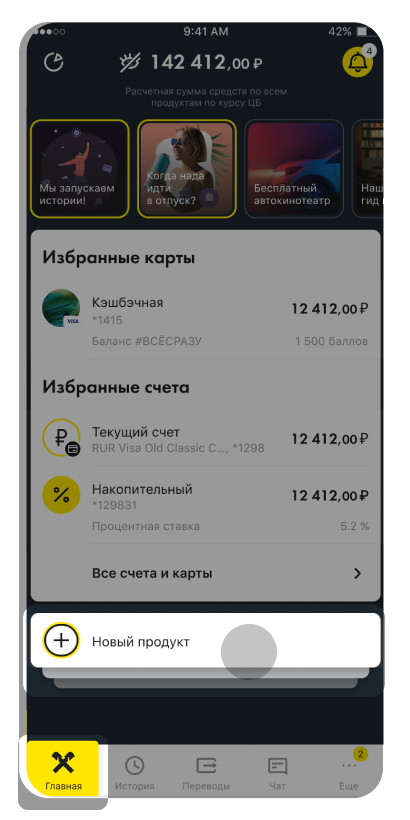 9:41 AM
42%
142 412,00 ₽
4
Расчетная сумма средств по всем
продуктам по курсу ЦБ
Мы запускаем
истории!
Когда нада
идти
в отпуск?
Бесплатный
автокинотеатр
Наш
гид
Избранные карты
Кэшбэчная
12 412,00 ₽
VISA
*1415
Баланс #ВСЁСРАЗУ
1 500 баллов
Избранные счета
Текущий счет
RUR Visa Old Classic C..., *1298
12 412,00 ₽
Накопительный
*129831
12 412,00 ₽
Процентная ставка
5.2 %
Все счета и карты
Новый продукт
2
Главная
История
Переводы
Чат
Еще